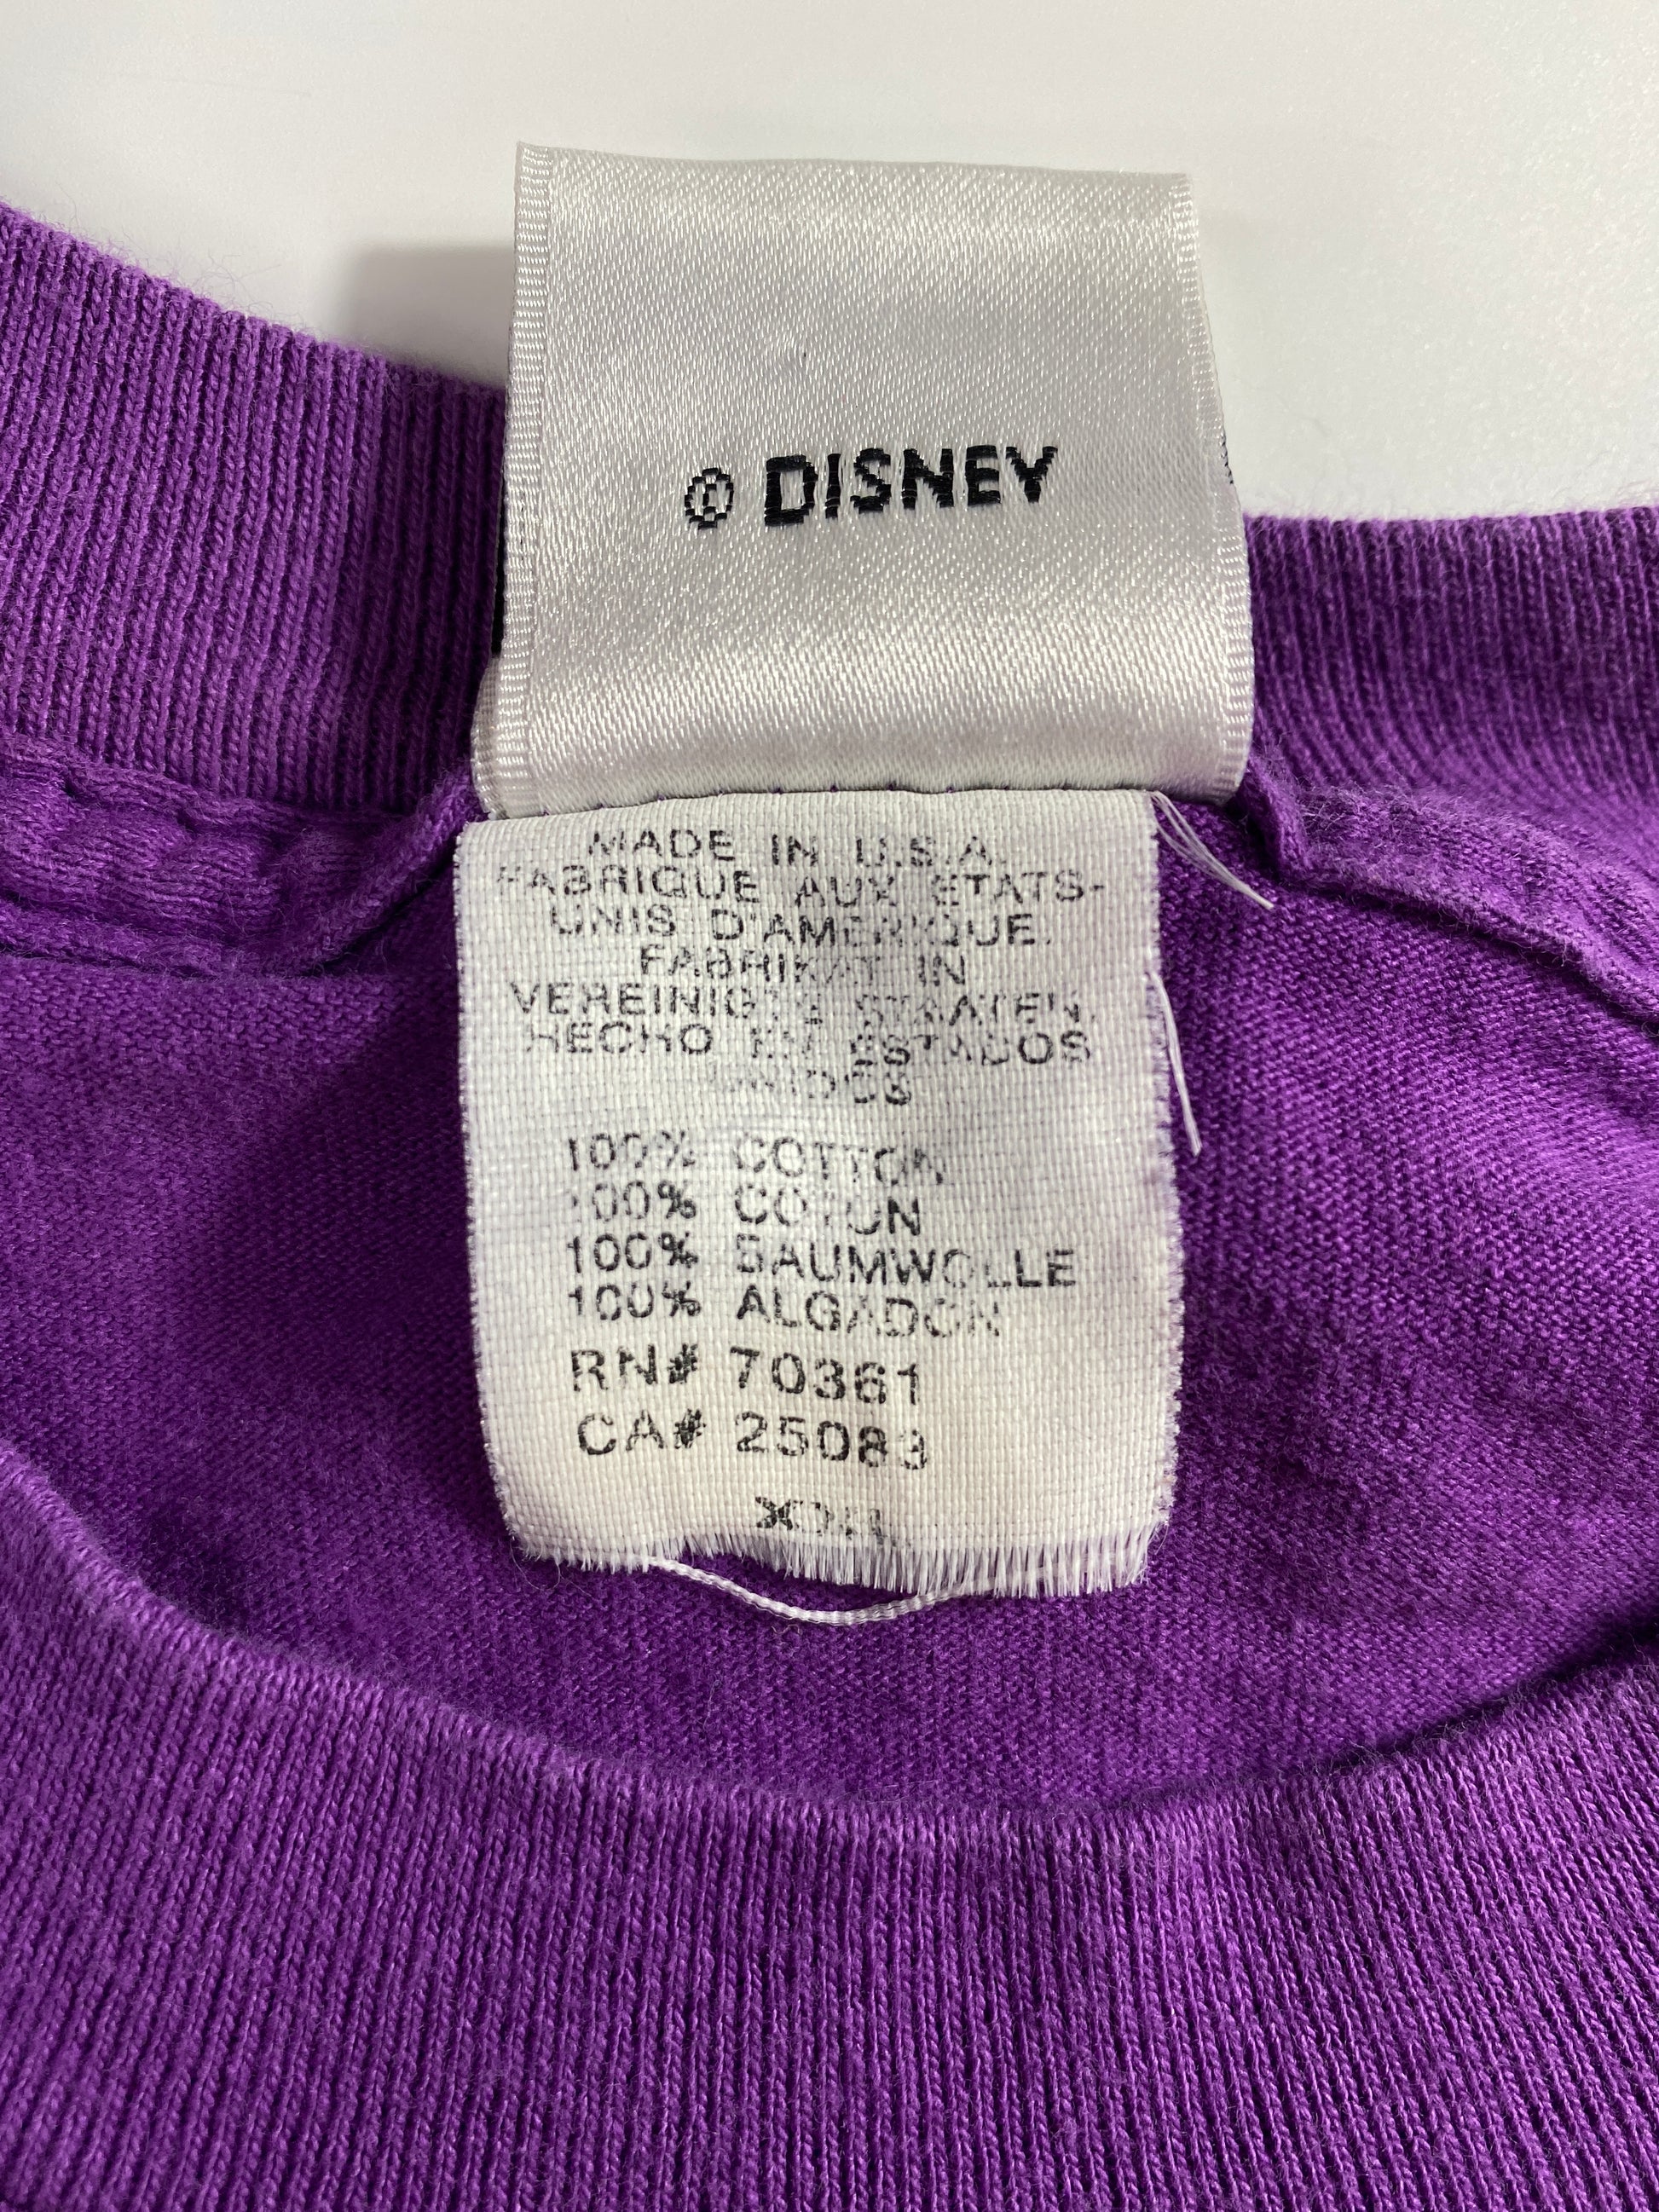 © DISNEY
MADE IN U.S.A.
FABRIQUE AUX ETATS-
UNIS D'AMERIQUE.
FABRIKAT IN
VEREINIGTE STAATEN.
HECHO EN ESTADOS
UNIDOS
100% COTTON
100% COTON
100% BAUMWOLLE
100% ALGADON
RN# 70361
CA# 25083